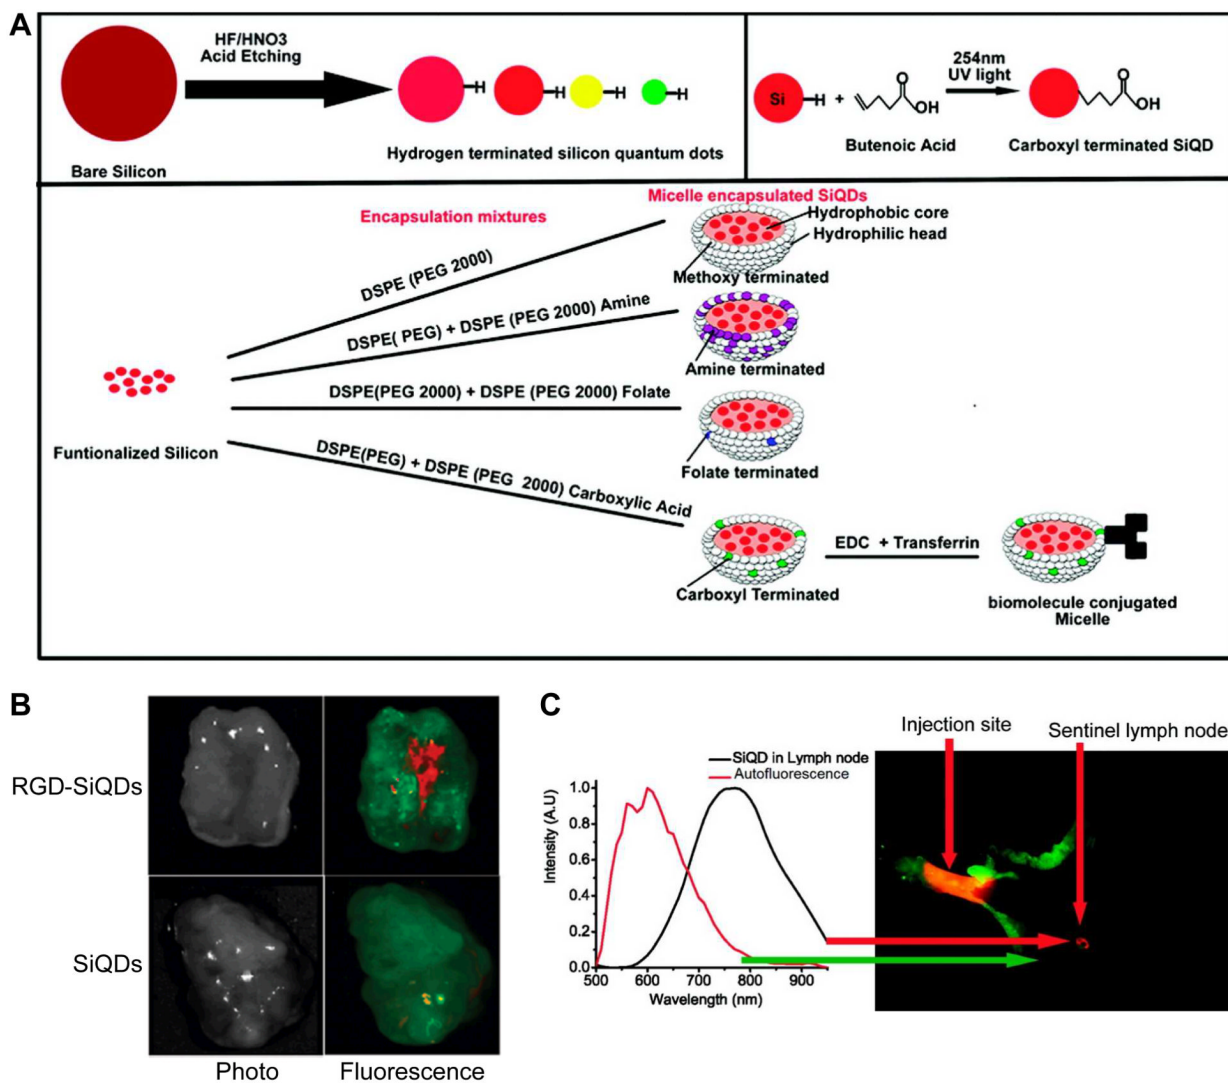 A
HF/HNO3
Acid Etching
H
H
H
H
Bare Silicon
Hydrogen terminated silicon quantum dots
254nm
UV light
Si
H
+
O
OH
O
OH
Butenoic Acid
Carboxyl terminated SiQD
Micelle encapsulated SiQDs
Encapsulation mixtures
Hydrophobic core
Hydrophilic head
DSPE (PEG 2000)
Methoxy terminated
DSPE( PEG) + DSPE (PEG 2000) Amine
Amine terminated
DSPE(PEG 2000) + DSPE (PEG 2000) Folate
Funtionalized Silicon
Folate terminated
DSPE(PEG) + DSPE (PEG 2000) Carboxylic Acid
EDC + Transferrin
Carboxyl Terminated
biomolecule conjugated
Micelle
B
RGD-SiQDs
SiQDs
Photo
Fluorescence
C
Injection site
Sentinel lymph node
SiQD in Lymph node
Autofluorescence
Intensity (A.U)
1.0
0.8
0.6
0.4
0.2
0.0
500
600
700
800
900
Wavelength (nm)